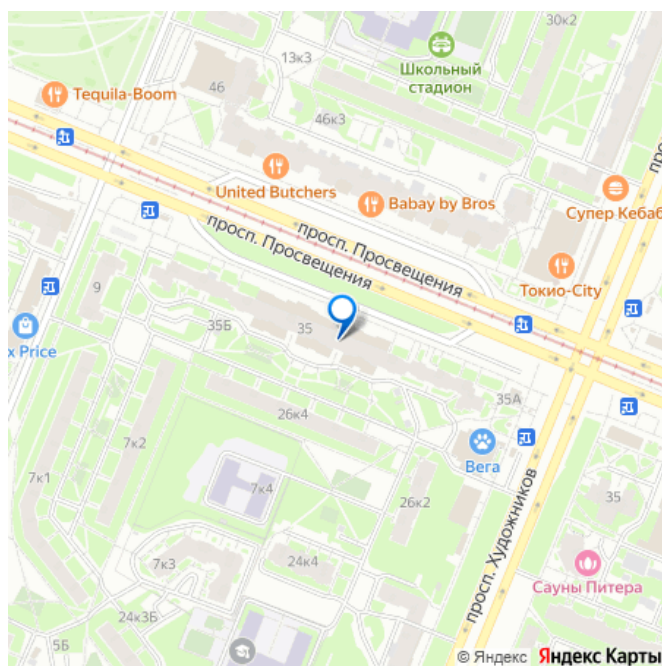 30к2
13к3
Школьный
стадион
46
Tequila-Boom
46к3
United Butchers
Babay by Bros
Супер Кебаб
просп. Просвещения
просп. Просвещения
Токио-City
9
35Б
35
x Price
35А
26к4
Вега
7к2
7к1
7к4
26к2
35
просп. Художников
7к3
24к4
Сауны Питера
24к3Б
5Б
© Яндекс Яндекс Карты